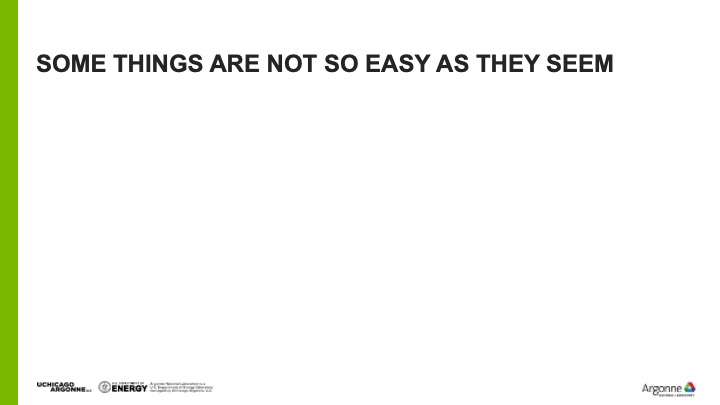 SOME THINGS ARE NOT SO EASY AS THEY SEEM
UCHICAGO
ARGONNE LLC
U.S. DEPARTMENT OF
ENERGY
Argonne National Laboratory is a
U.S. Department of Energy laboratory
managed by UChicago Argonne, LLC.
Argonne
NATIONAL LABORATORY